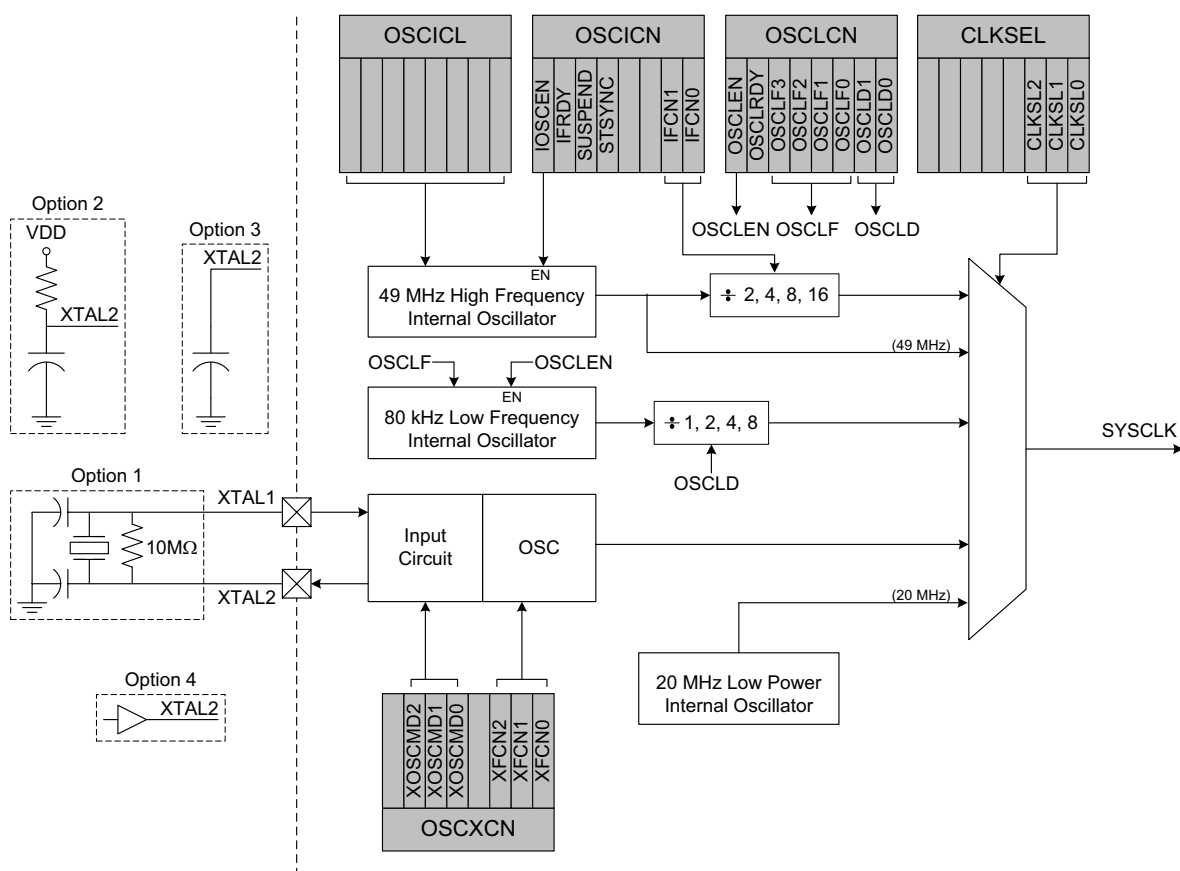 OSCICL
OSCICN
OSCLCN
CLKSEL
IOSCEN
IFRDY
SUSPEND
STSYNC
IFCN1
IFCN0
OSCLEN
OSCLRDY
OSCLF3
OSCLF2
OSCLF1
OSCLF0
OSCLD1
OSCLD0
CLKSL2
CLKSL1
CLKSL0
OSCLEN
OSCLF
OSCLD
Option 2
VDD
XTAL2
Option 3
XTAL2
EN
49 MHz High Frequency
Internal Oscillator
÷ 2, 4, 8, 16
(49 MHz)
OSCLF
OSCLEN
EN
80 kHz Low Frequency
Internal Oscillator
÷ 1, 2, 4, 8
OSCLD
SYSCLK
Option 1
XTAL1
10MΩ
XTAL2
Input
Circuit
OSC
(20 MHz)
20 MHz Low Power
Internal Oscillator
Option 4
XTAL2
XOSCMD2
XOSCMD1
XOSCMD0
XFCN2
XFCN1
XFCN0
OSCXCN